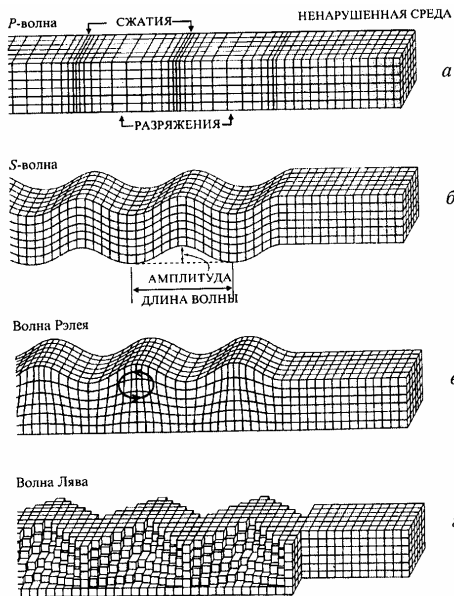 P-волна
СЖАТИЯ
НЕНАРУШЕННАЯ СРЕДА
а
РАЗРЯЖЕНИЯ
S-волна
б
АМПЛИТУДА
ДЛИНА ВОЛНЫ
Волна Рэлея
Волна Лява